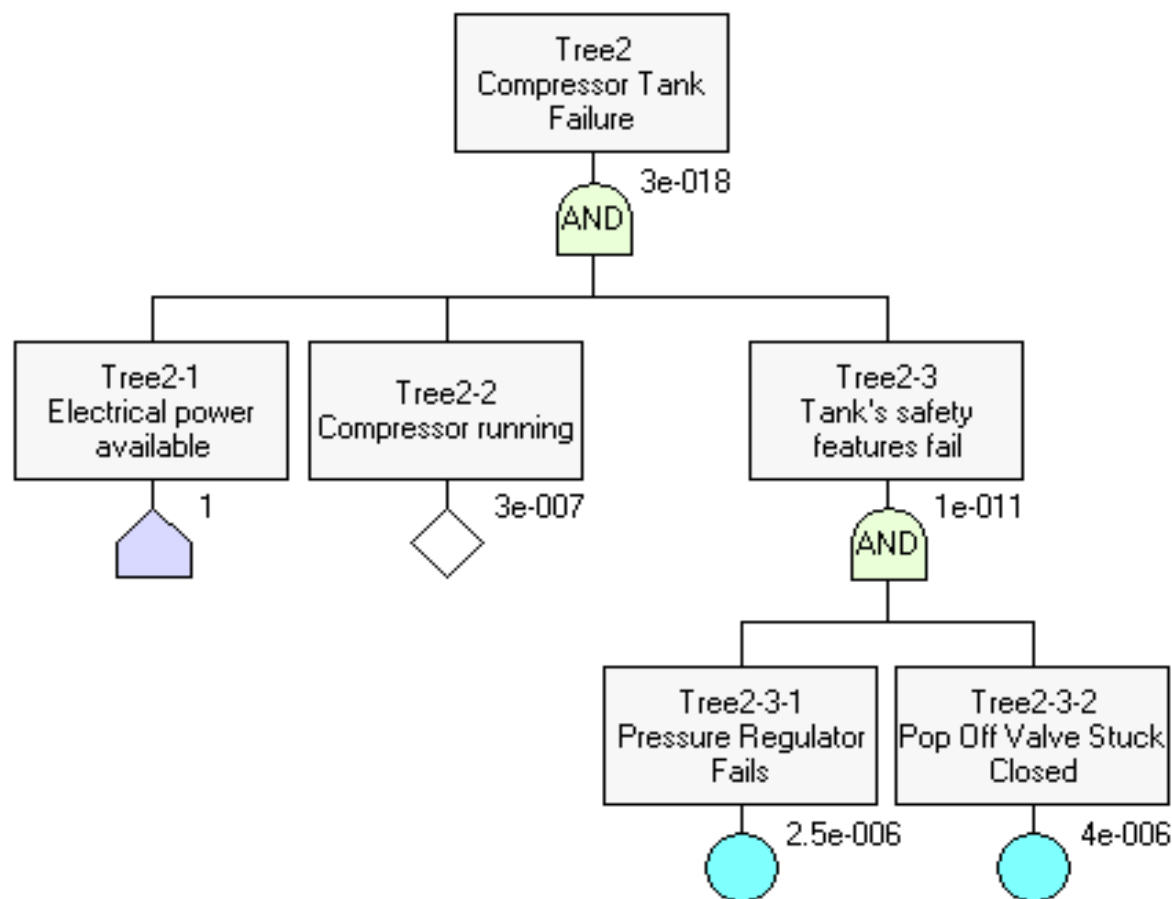 Tree2
Compressor Tank
Failure
3e-018
AND
Tree2-1
Electrical power
available
1
Tree2-2
Compressor running
3e-007
Tree2-3
Tank's safety
features fail
1e-011
AND
Tree2-3-1
Pressure Regulator
Fails
2.5e-006
Tree2-3-2
Pop Off Valve Stuck
Closed
4e-006